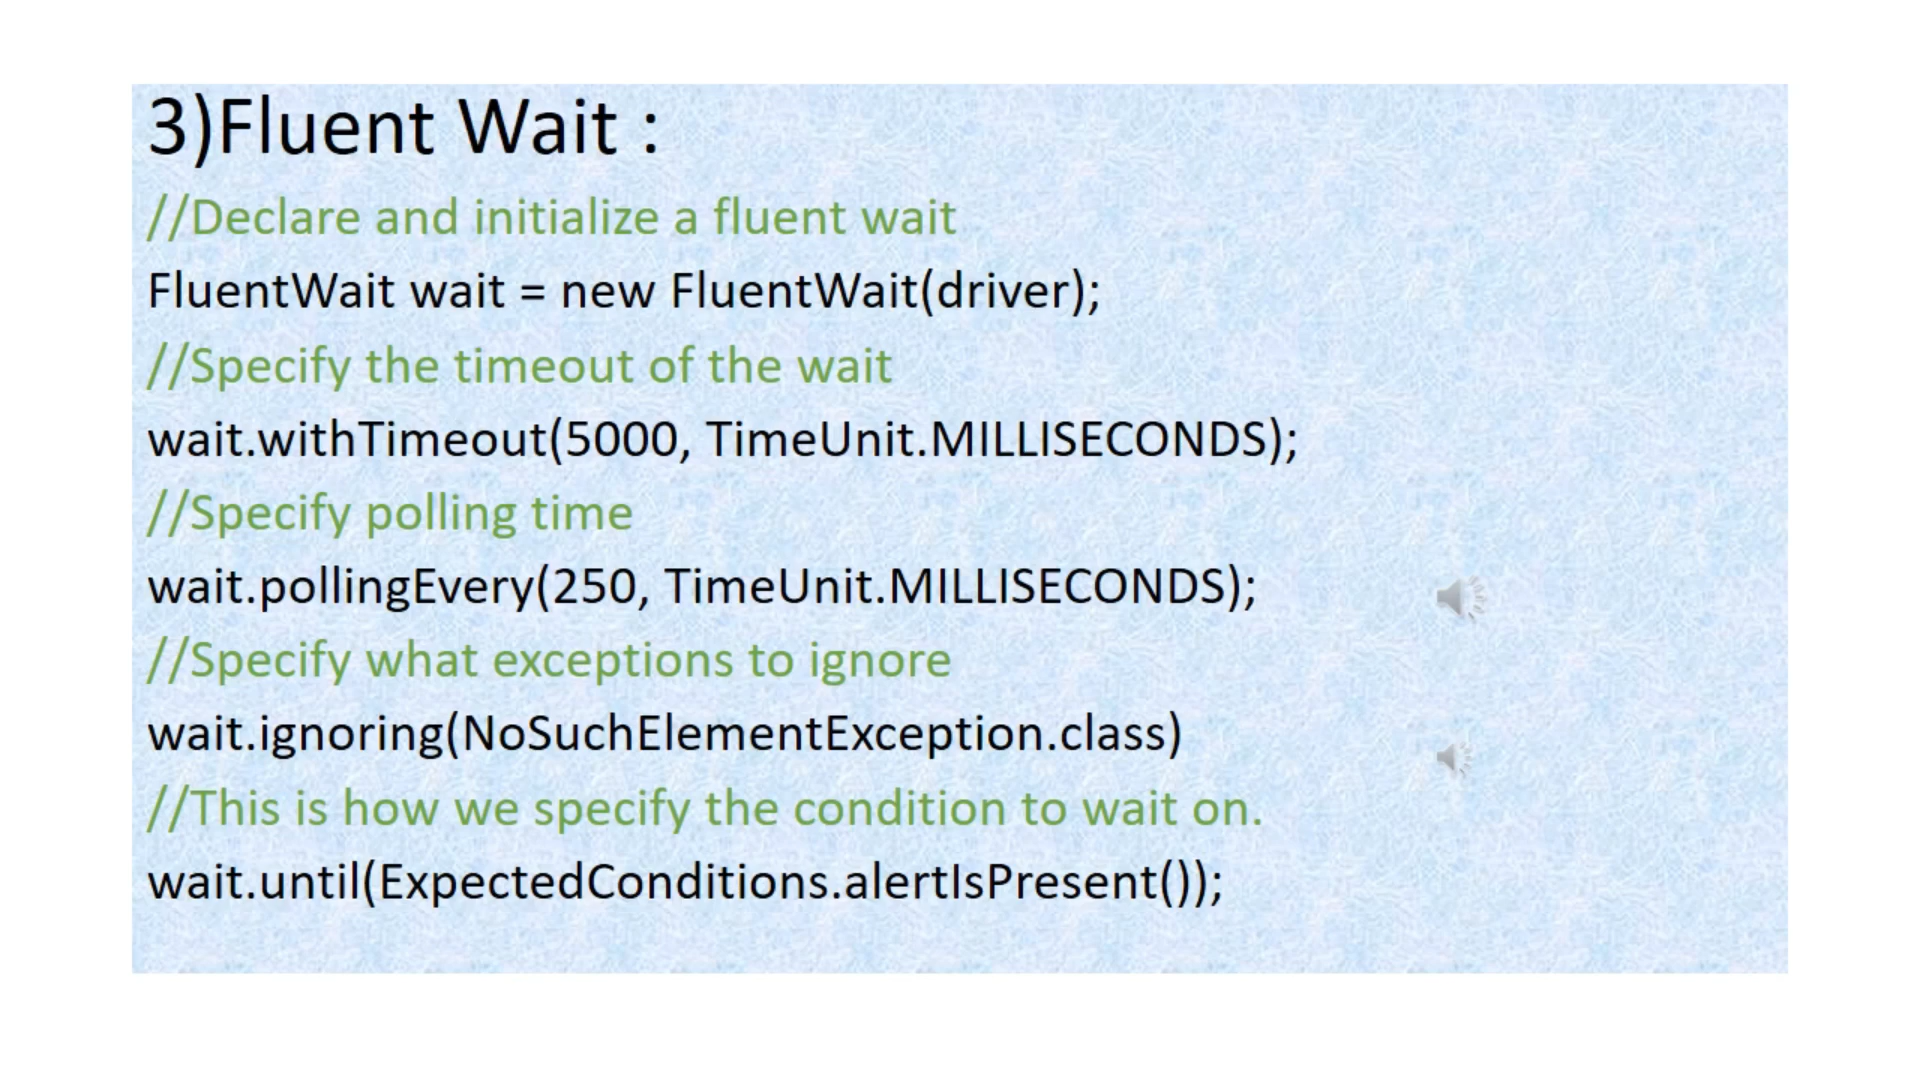 3)Fluent Wait :
//Declare and initialize a fluent wait
FluentWait wait = new FluentWait(driver);
//Specify the timeout of the wait
wait.withTimeout(5000, TimeUnit.MILLISECONDS);
//Specify polling time
wait.pollingEvery(250, TimeUnit.MILLISECONDS);
//Specify what exceptions to ignore
wait.ignoring(NoSuchElementException.class)
//This is how we specify the condition to wait on.
wait.until(ExpectedConditions.alertIsPresent());